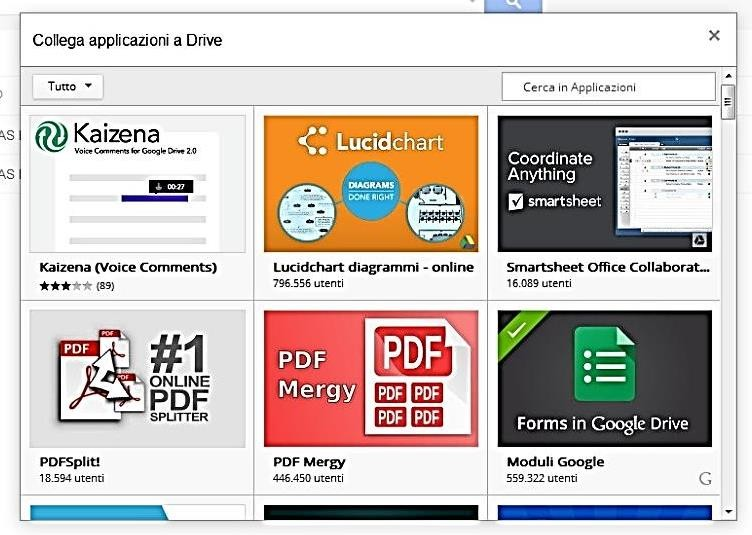 Collega applicazioni a Drive
Tutto
Cerca in Applicazioni
Kaizena
Voice Comments for Google Drive 2.0
00:27
Kaizena (Voice Comments)
(89)
Lucidchart
DIAGRAMS
DONE RIGHT
Lucidchart diagrammi - online
796.556 utenti
Coordinate
Anything
smartsheet
Smartsheet Office Collaborat...
16.089 utenti
PDF
PDF
PDF
#1
ONLINE
PDF
SPLITTER
PDFSplit!
18.594 utenti
PDF
Mergy
PDF
PDF PDF
PDF PDF
PDF Mergy
446.450 utenti
Forms in Google Drive
Moduli Google
559.322 utenti
G
AS
AS